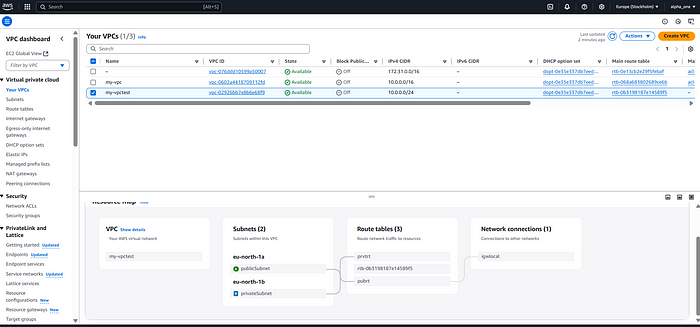 aws
Search
[Alt+S]
Europe (Stockholm)
alpha_one
VPC dashboard
EC2 Global View
Filter by VPC
Virtual private cloud
Your VPCs
Subnets
Route tables
Internet gateways
Egress-only internet
gateways
DHCP option sets
Elastic IPs
Managed prefix lists
NAT gateways
Peering connections
Security
Network ACLs
Security groups
PrivateLink and
Lattice
Getting started Updated
Endpoints Updated
Endpoint services
Service networks Updated
Lattice services
Resource
configurations New
Resource gateways New
Target groups
Your VPCs (1/3) Info
Last updated
2 minutes ago
Actions
Create VPC
Search
1
Name VPC ID State Block Public... IPv4 CIDR IPv6 CIDR DHCP option set Main route table Mai
– vpc-076ddd10599a50007 Available Off 172.31.0.0/16 – dopt-0e35e337db7eed... rtb-0e13cb2e29f5febaf acl-
my-vpc vpc-0602a4418709112fd Available Off 10.0.0.0/16 – dopt-0e35e337db7eed... rtb-068a683802689ce6b acl-
my-vpctest vpc-02926bb7e8b6e68f9 Available Off 10.0.0.0/24 – dopt-0e35e337db7eed... rtb-0b3198187e14589f5 –
Resource map Info
VPC Show details
Your AWS virtual network
my-vpctest
Subnets (2)
Subnets within this VPC
eu-north-1a
publicSubnet
eu-north-1b
privateSubnet
Route tables (3)
Route network traffic to resources
prvtrt
rtb-0b3198187e14589f5
pubrt
Network connections (1)
Connections to other networks
igwlocal